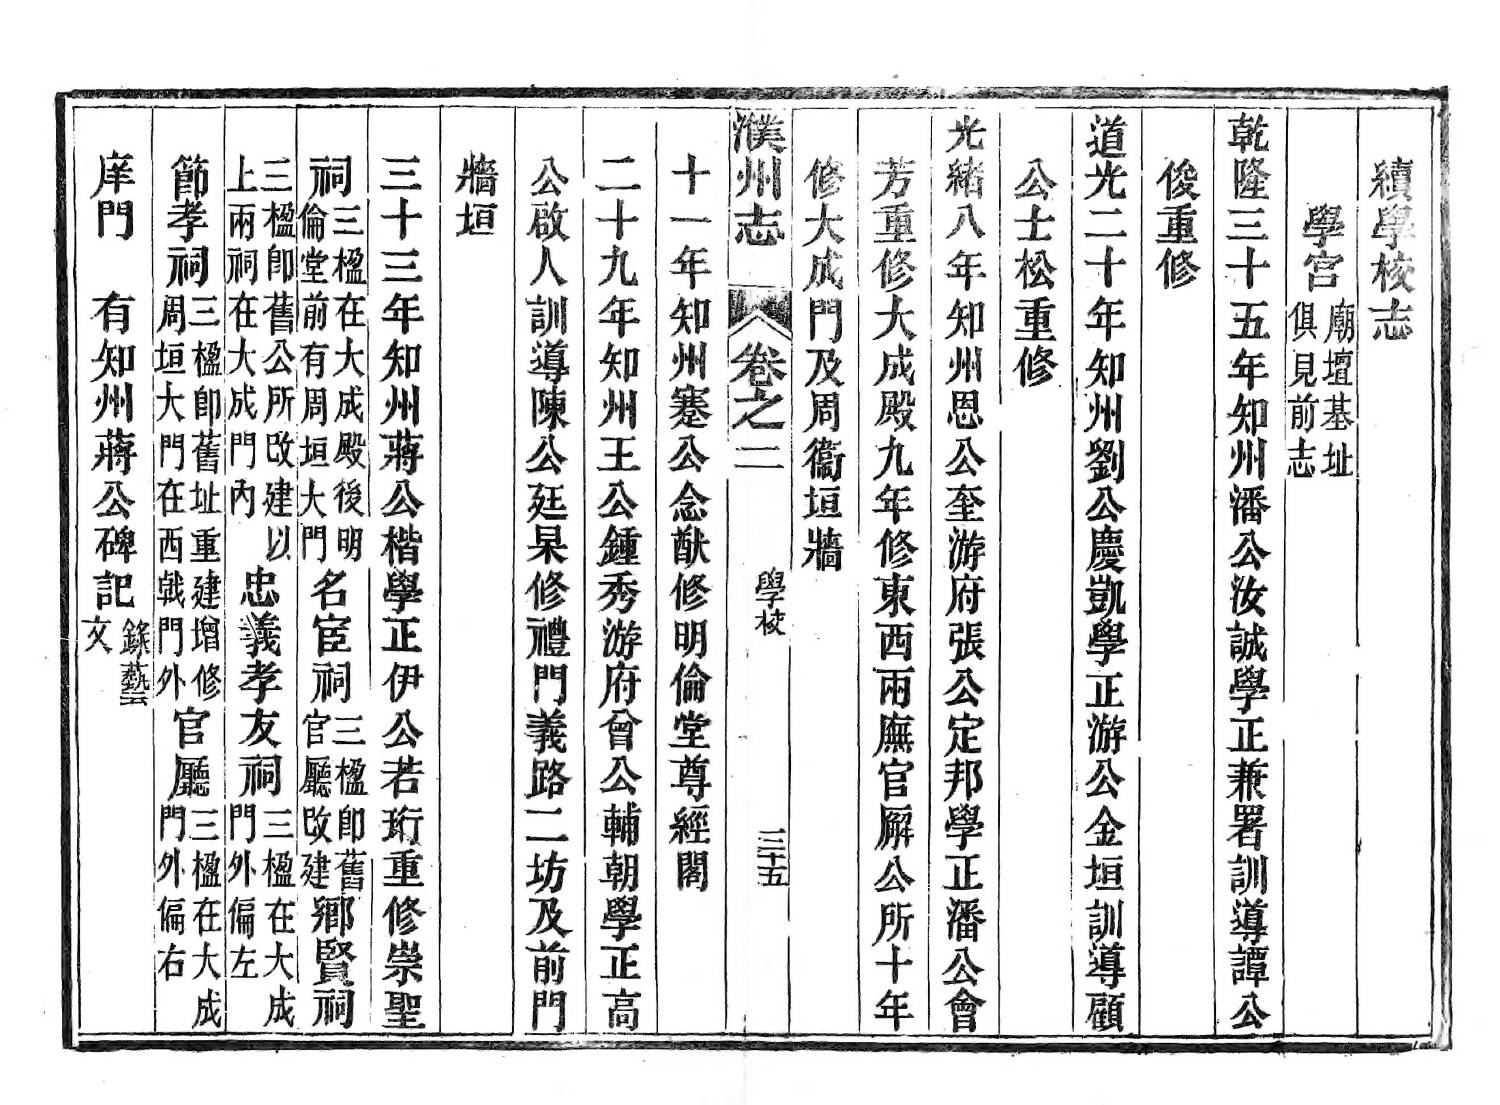 續學校志
學宮廟壇基址俱見前志
乾隆三十五年知州潘公汝誠學正兼署訓導譚公
俊重修
道光二十年知州劉公慶凱學正游公金垣訓導顧
公士松重修
光緒八年知州恩公奎游府張公定邦學正潘公會
芳重修大成殿九年修東西兩廡官廨公所十年
修大成門及周衛垣牆
濮州志 卷之二 學校 三十五
十一年知州蹇公念猷修明倫堂尊經閣
二十九年知州王公鍾秀游府曾公輔朝學正高
公啟人訓導陳公廷杲修禮門義路二坊及前門
牆垣
三十三年知州蔣公楷學正伊公若珩重修崇聖
祠三楹在大成殿後明倫堂前有周垣大門名宦祠三楹即舊官廳改建鄉賢祠
三楹即舊公所改建以上兩祠在大成門內忠義孝友祠三楹在大成門外偏左
節孝祠三楹即舊址重建增修周垣大門在西戟門外官廳三楹在大成門外偏右
庠門 有知州蔣公碑記錄藝文